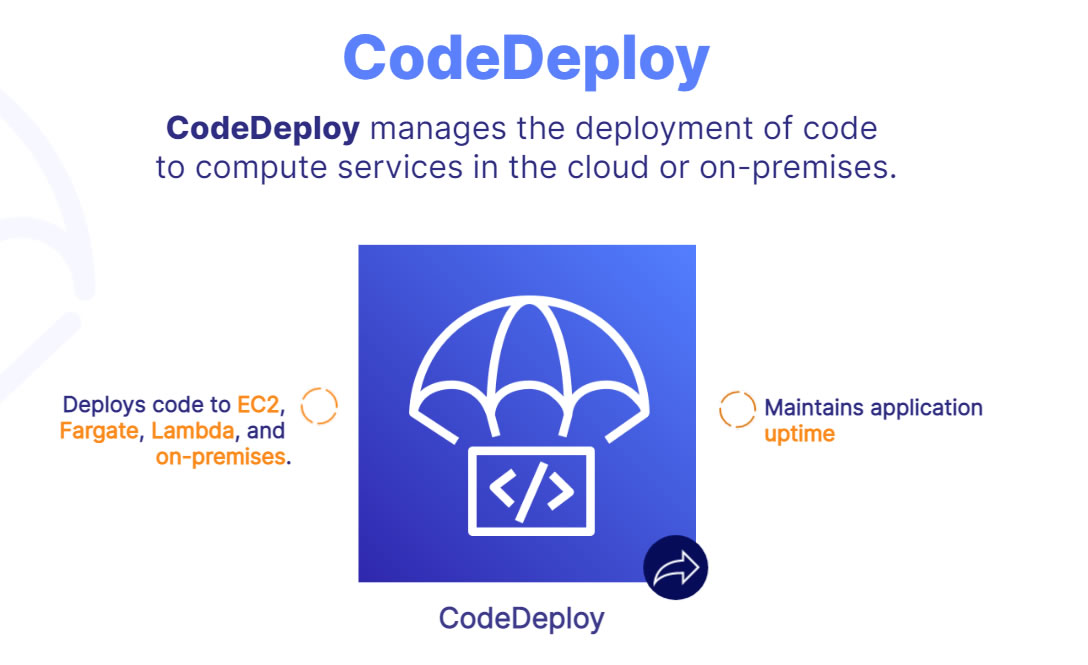 CodeDeploy
CodeDeploy manages the deployment of code
to compute services in the cloud or on-premises.
Deploys code to EC2,
Fargate, Lambda, and
on-premises.
</>
Maintains application
uptime
CodeDeploy